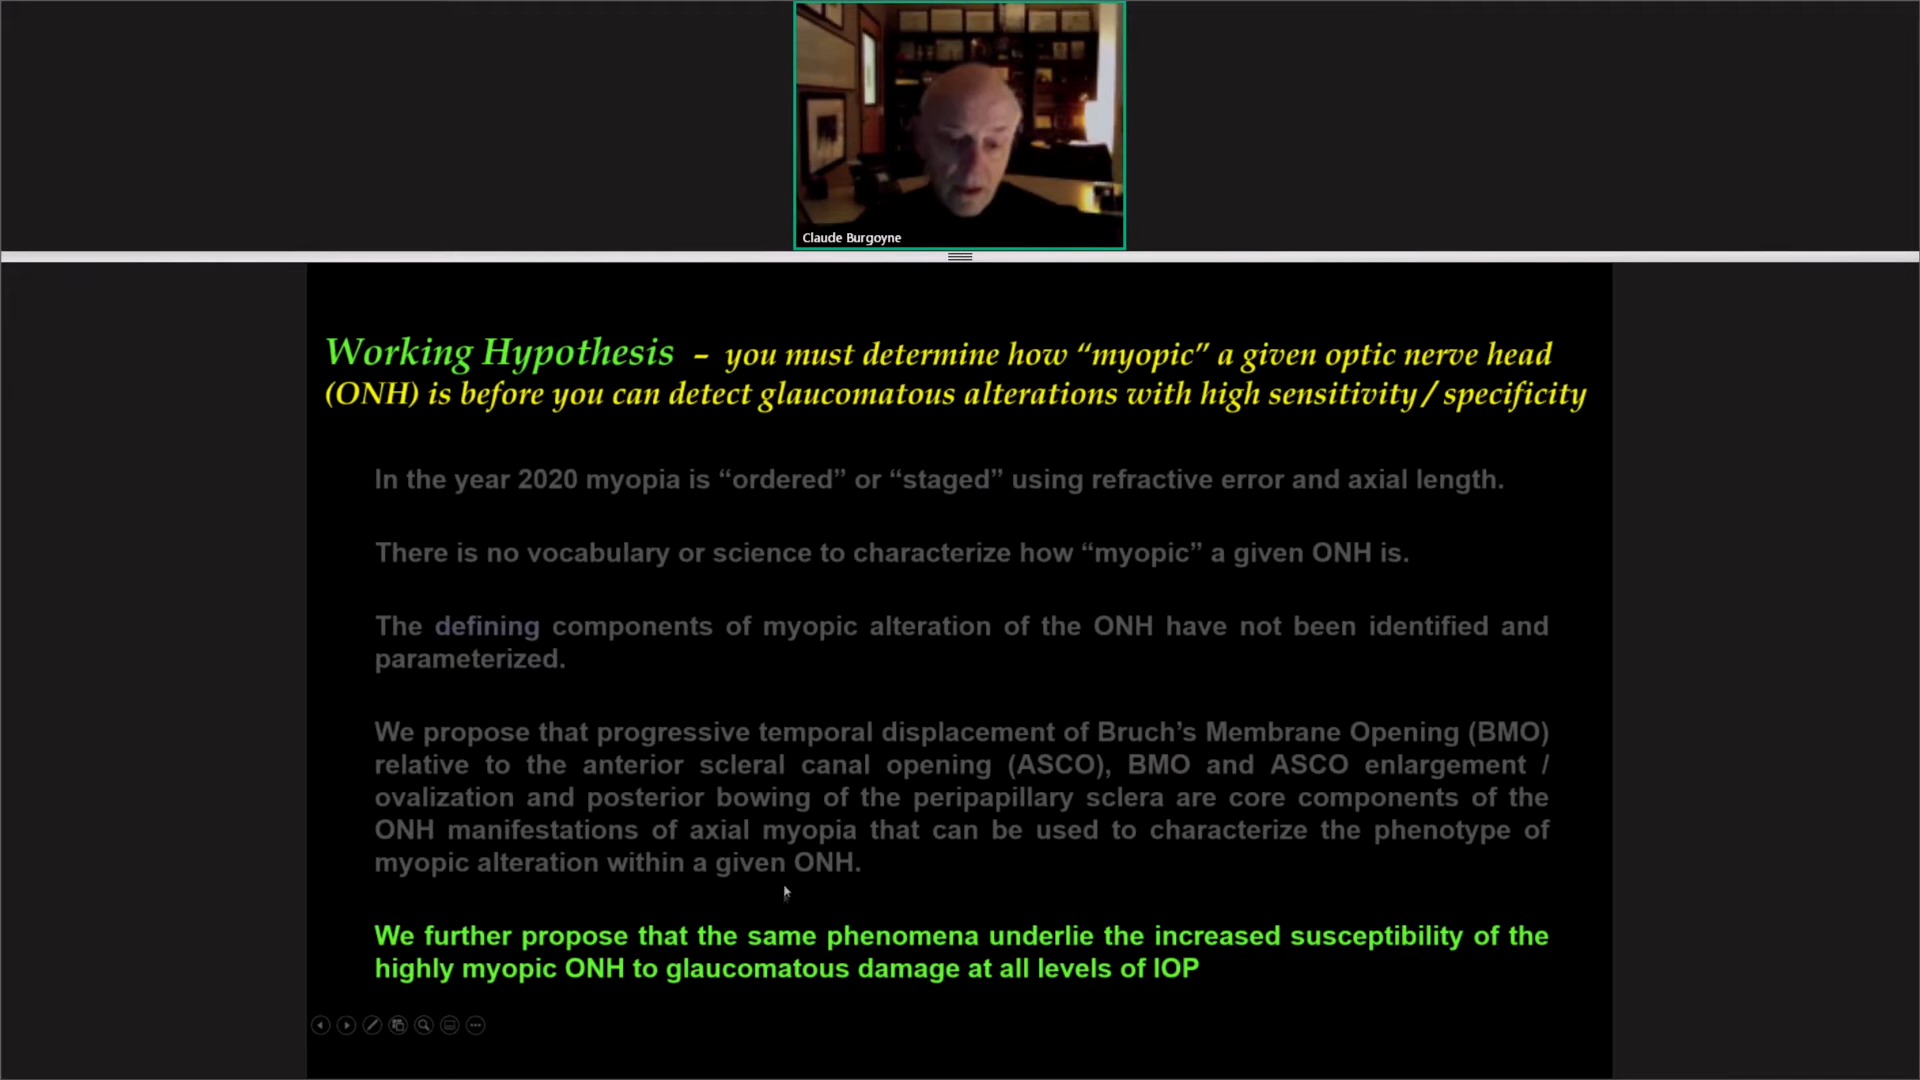 Claude Burgoyne
Working Hypothesis – you must determine how “myopic” a given optic nerve head
(ONH) is before you can detect glaucomatous alterations with high sensitivity / specificity
In the year 2020 myopia is “ordered” or “staged” using refractive error and axial length.
There is no vocabulary or science to characterize how “myopic” a given ONH is.
The defining components of myopic alteration of the ONH have not been identified and
parameterized.
We propose that progressive temporal displacement of Bruch’s Membrane Opening (BMO)
relative to the anterior scleral canal opening (ASCO), BMO and ASCO enlargement /
ovalization and posterior bowing of the peripapillary sclera are core components of the
ONH manifestations of axial myopia that can be used to characterize the phenotype of
myopic alteration within a given ONH.
We further propose that the same phenomena underlie the increased susceptibility of the
highly myopic ONH to glaucomatous damage at all levels of IOP